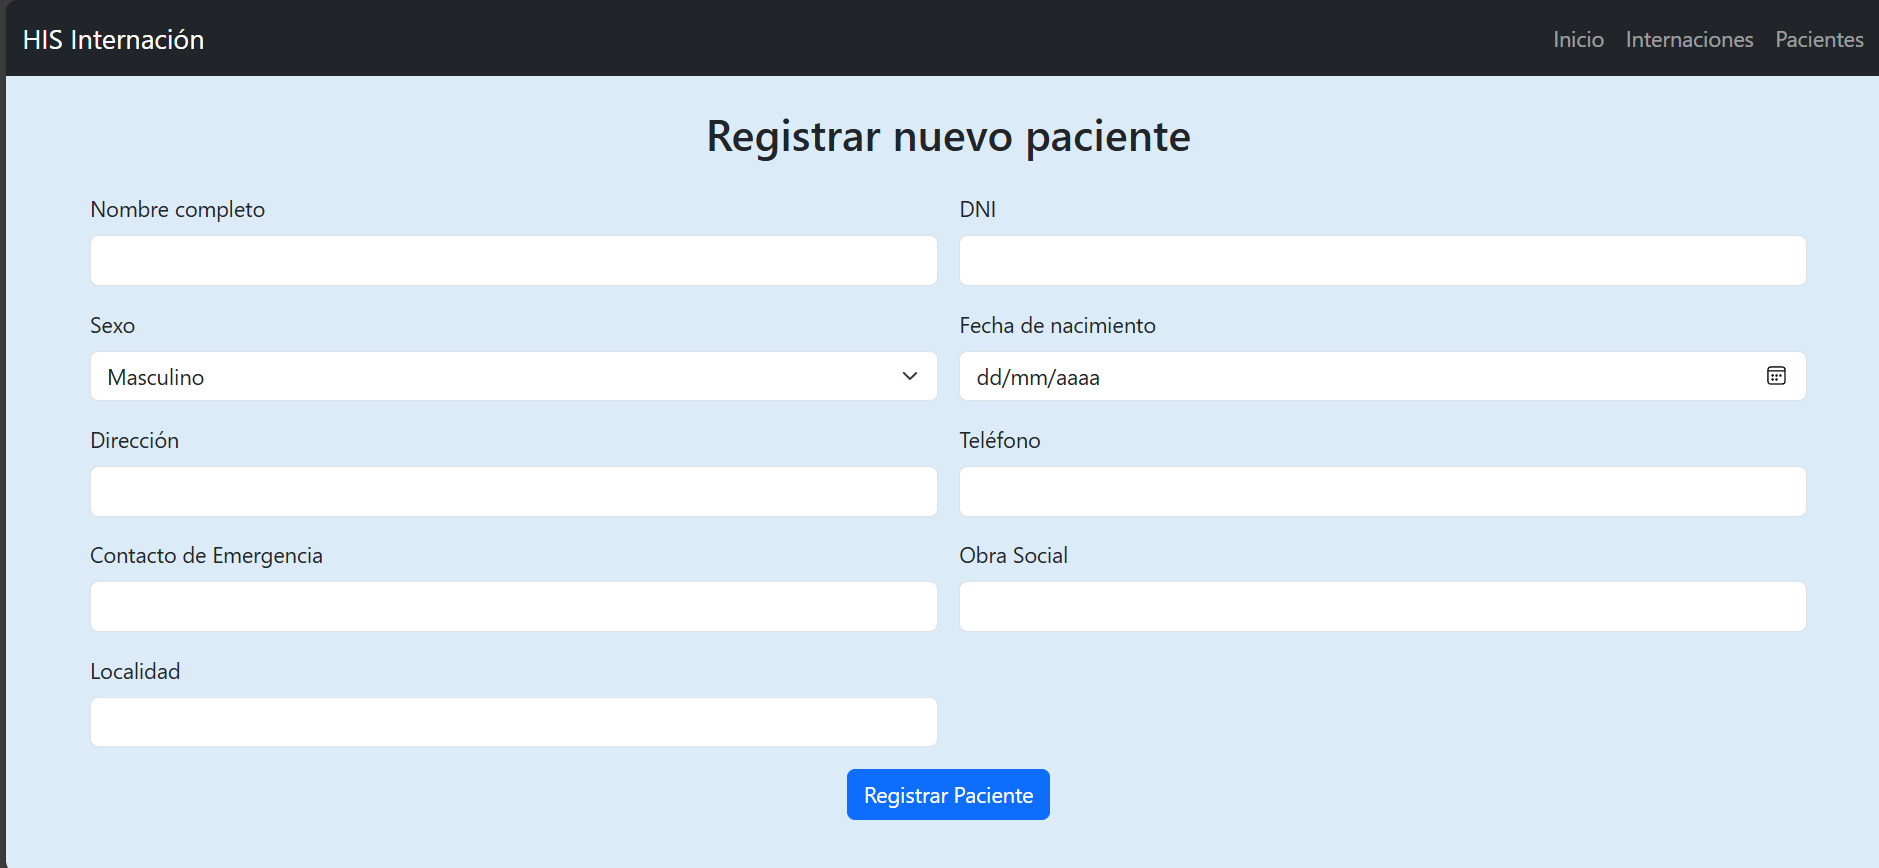 HIS Internación
Inicio Internaciones Pacientes
Registrar nuevo paciente
Nombre completo
DNI
Sexo
Fecha de nacimiento
Masculino
dd/mm/aaaa
Dirección
Teléfono
Contacto de Emergencia
Obra Social
Localidad
Registrar Paciente